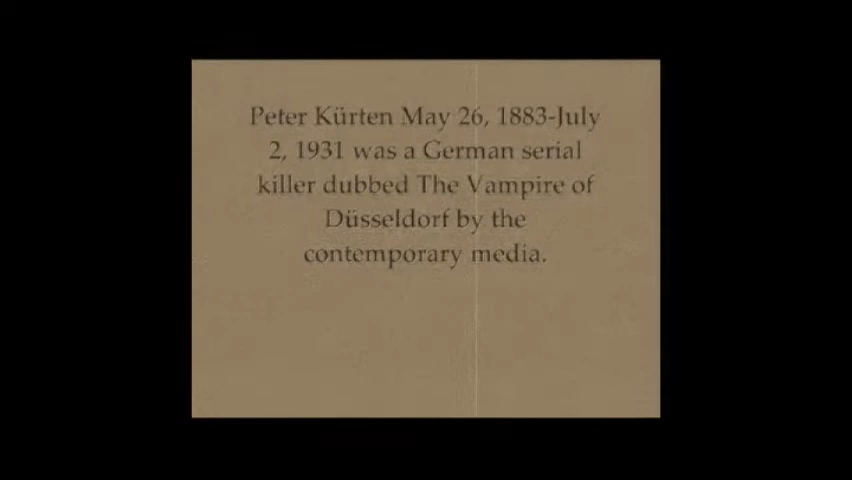 Peter Kürten May 26, 1883-July
2, 1931 was a German serial
killer dubbed The Vampire of
Düsseldorf by the
contemporary media.